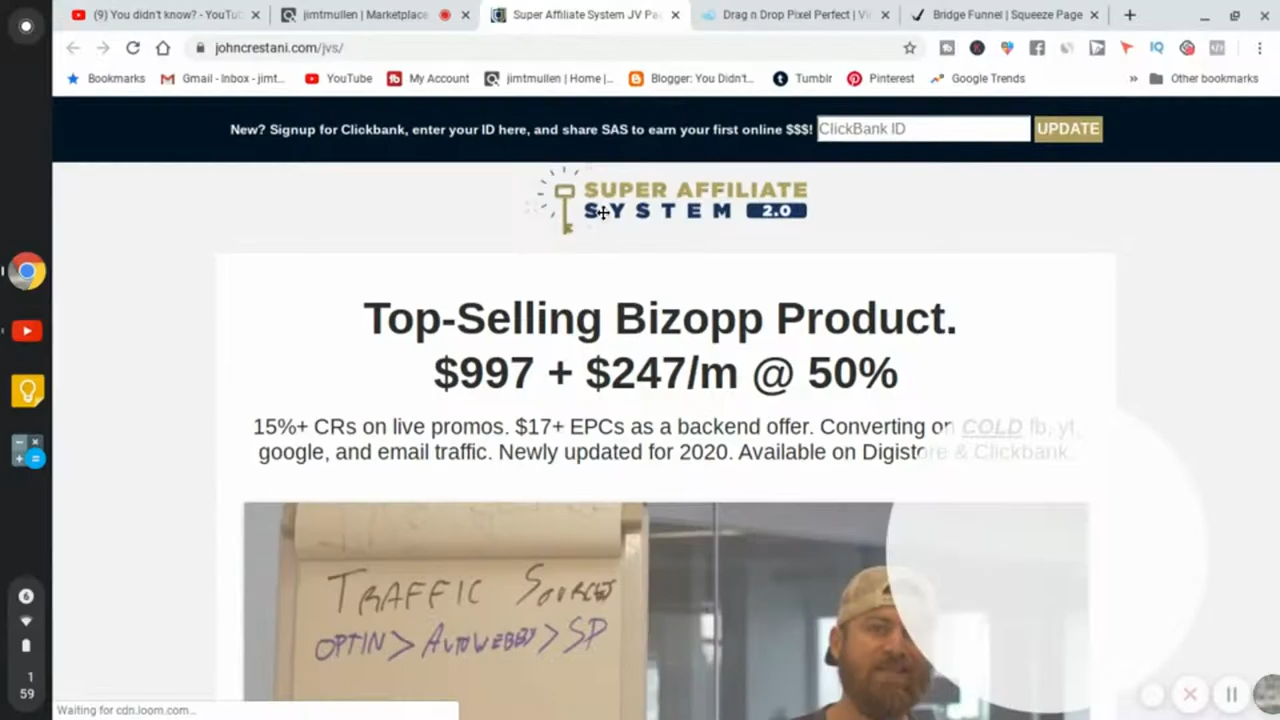 (9) You didn't know? - YouTu
jimtmullen | Marketplace
Super Affiliate System JV Pa
Drag n Drop Pixel Perfect | Vi
Bridge Funnel | Squeeze Page
johncrestani.com/jvs/
Bookmarks
Gmail - Inbox - jimt...
YouTube
My Account
jimtmullen | Home |...
Blogger: You Didn't...
Tumblr
Pinterest
Google Trends
»
Other bookmarks
New? Signup for Clickbank, enter your ID here, and share SAS to earn your first online $$$!
ClickBank ID
UPDATE
SUPER AFFILIATE
SYSTEM 2.0
Top-Selling Bizopp Product.
$997 + $247/m @ 50%
15%+ CRs on live promos. $17+ EPCs as a backend offer. Converting on COLD fb, yt,
google, and email traffic. Newly updated for 2020. Available on Digistore & Clickbank.
TRAFFIC SOURCES
OPTIN > AUTOWEBBY > SP
6
1
59
Waiting for cdn.loom.com...